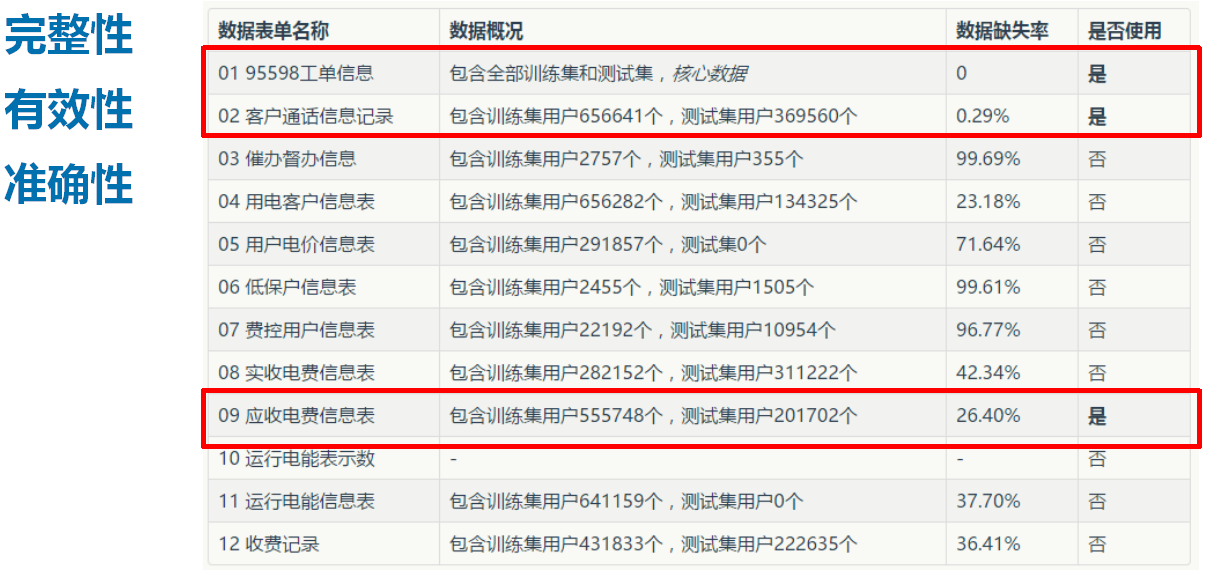 完整性
有效性
准确性
数据表单名称 数据概况 数据缺失率 是否使用
01 95598工单信息 包含全部训练集和测试集，核心数据 0 是
02 客户通话信息记录 包含训练集用户656641个，测试集用户369560个 0.29% 是
03 催办督办信息 包含训练集用户2757个，测试集用户355个 99.69% 否
04 用电客户信息表 包含训练集用户656282个，测试集用户134325个 23.18% 否
05 用户电价信息表 包含训练集用户291857个，测试集0个 71.64% 否
06 低保户信息表 包含训练集用户2455个，测试集用户1505个 99.61% 否
07 费控用户信息表 包含训练集用户22192个，测试集用户10954个 96.77% 否
08 实收电费信息表 包含训练集用户282152个，测试集用户311222个 42.34% 否
09 应收电费信息表 包含训练集用户555748个，测试集用户201702个 26.40% 是
10 运行电能表示数 - - 否
11 运行电能信息表 包含训练集用户641159个，测试集用户0个 37.70% 否
12 收费记录 包含训练集用户431833个，测试集用户222635个 36.41% 否